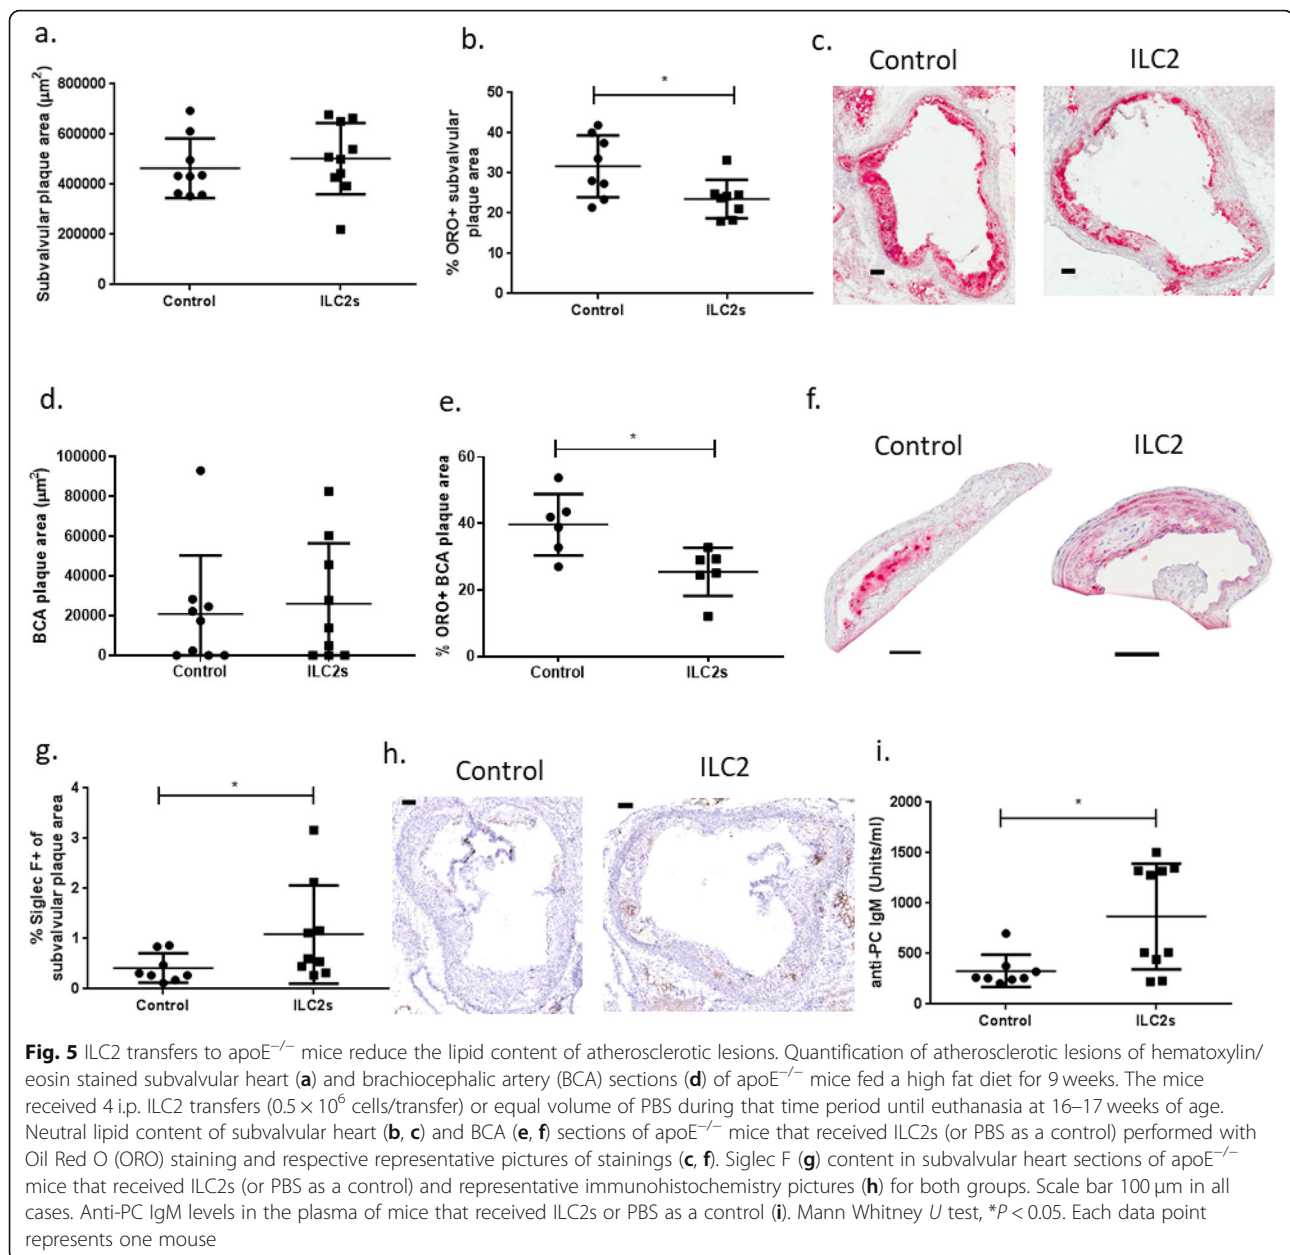 a.
Subvalvular plaque area (µm²)
800000
600000
400000
200000
0
Control
ILC2s
b.
% ORO+ subvalvular
plaque area
50
40
30
20
10
0
*
Control
ILC2s
c.
Control
ILC2
d.
BCA plaque area (µm²)
100000
80000
60000
40000
20000
0
Control
ILC2s
e.
% ORO+ BCA plaque area
60
40
20
0
*
Control
ILC2s
f.
Control
ILC2
g.
% Siglec F+ of
subvalvular plaque area
4
3
2
1
0
*
Control
ILC2s
h.
Control
ILC2
i.
anti-PC IgM (Units/ml)
2000
1500
1000
500
0
*
Control
ILC2s
Fig. 5 ILC2 transfers to apoE−/− mice reduce the lipid content of atherosclerotic lesions. Quantification of atherosclerotic lesions of hematoxylin/
eosin stained subvalvular heart (a) and brachiocephalic artery (BCA) sections (d) of apoE−/− mice fed a high fat diet for 9 weeks. The mice
received 4 i.p. ILC2 transfers (0.5 × 10⁶ cells/transfer) or equal volume of PBS during that time period until euthanasia at 16–17 weeks of age.
Neutral lipid content of subvalvular heart (b, c) and BCA (e, f) sections of apoE−/− mice that received ILC2s (or PBS as a control) performed with
Oil Red O (ORO) staining and respective representative pictures of stainings (c, f). Siglec F (g) content in subvalvular heart sections of apoE−/−
mice that received ILC2s (or PBS as a control) and representative immunohistochemistry pictures (h) for both groups. Scale bar 100 µm in all
cases. Anti-PC IgM levels in the plasma of mice that received ILC2s or PBS as a control (i). Mann Whitney U test, *P < 0.05. Each data point
represents one mouse